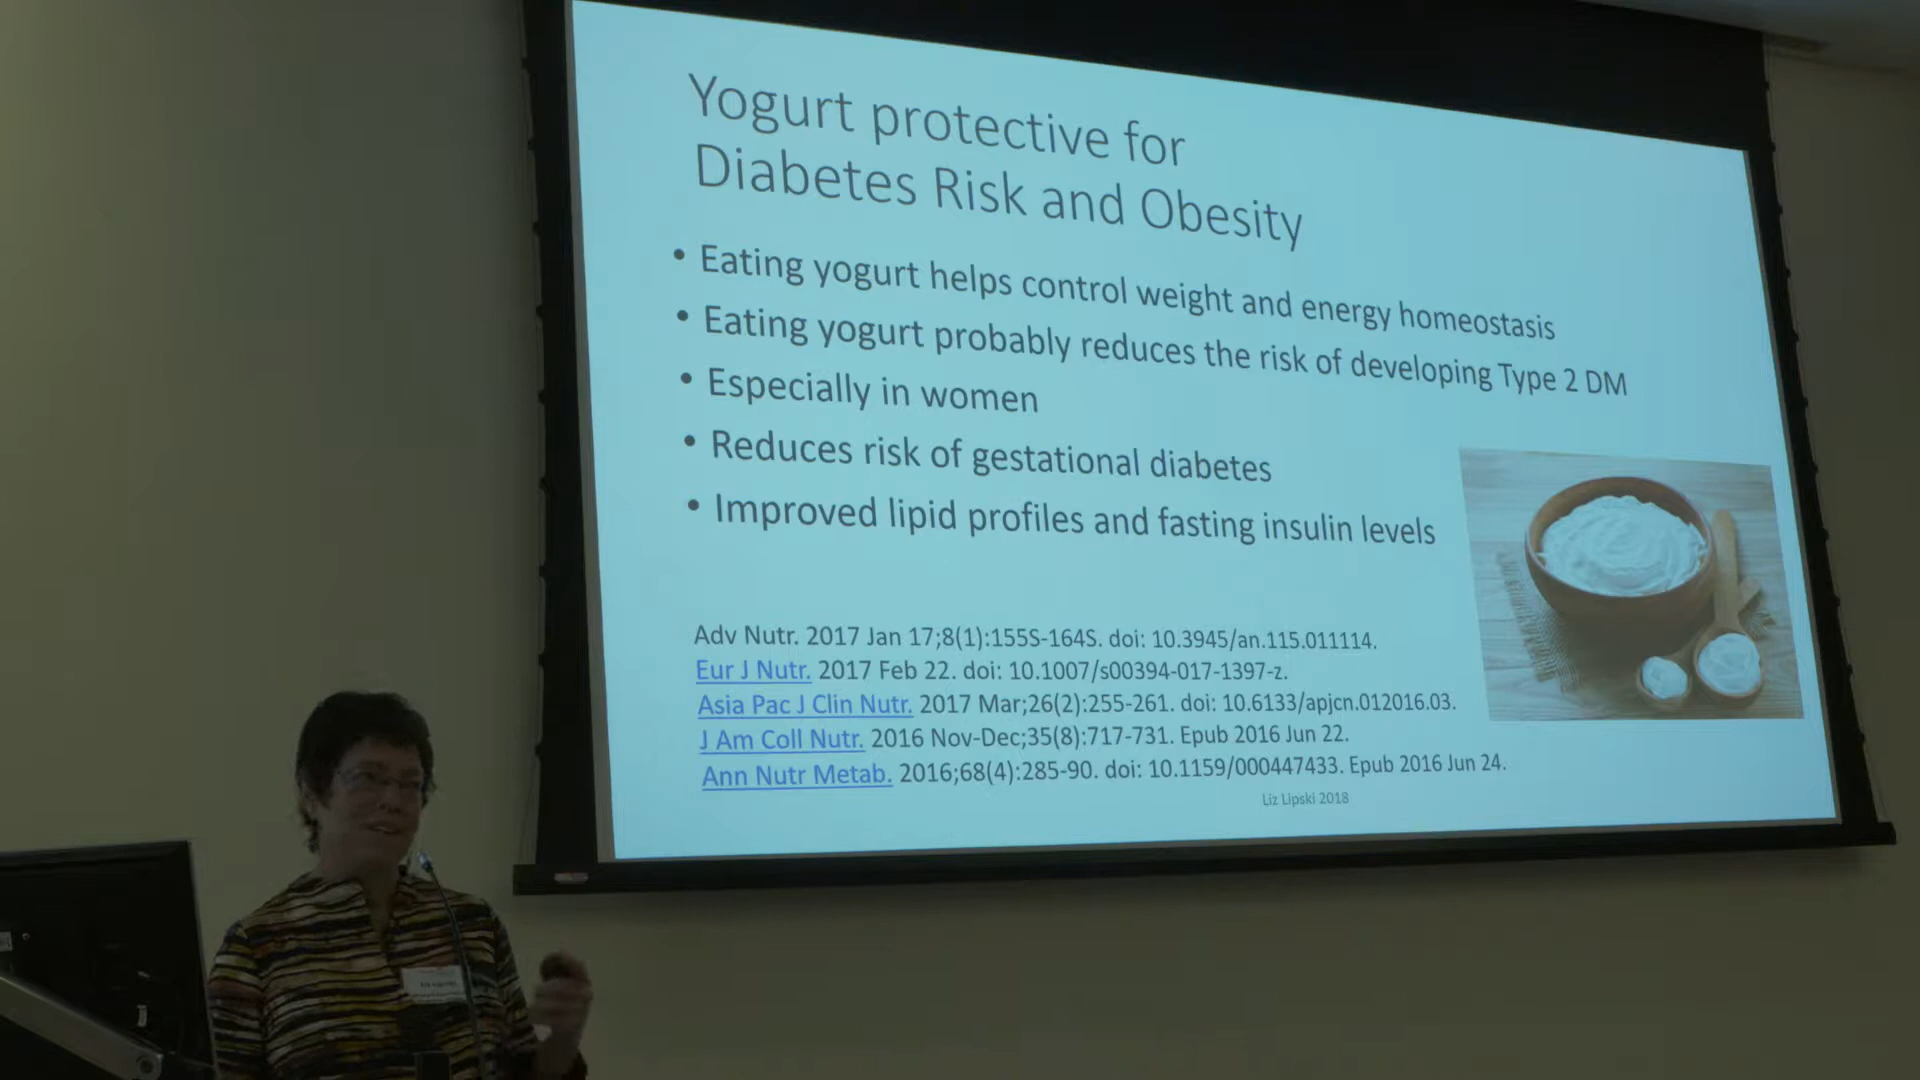 Yogurt protective for
Diabetes Risk and Obesity
• Eating yogurt helps control weight and energy homeostasis
• Eating yogurt probably reduces the risk of developing Type 2 DM
• Especially in women
• Reduces risk of gestational diabetes
• Improved lipid profiles and fasting insulin levels
Adv Nutr. 2017 Jan 17;8(1):155S-164S. doi: 10.3945/an.115.011114.
Eur J Nutr. 2017 Feb 22. doi: 10.1007/s00394-017-1397-z.
Asia Pac J Clin Nutr. 2017 Mar;26(2):255-261. doi: 10.6133/apjcn.012016.03.
J Am Coll Nutr. 2016 Nov-Dec;35(8):717-731. Epub 2016 Jun 22.
Ann Nutr Metab. 2016;68(4):285-90. doi: 10.1159/000447433. Epub 2016 Jun 24.
Liz Lipski 2018